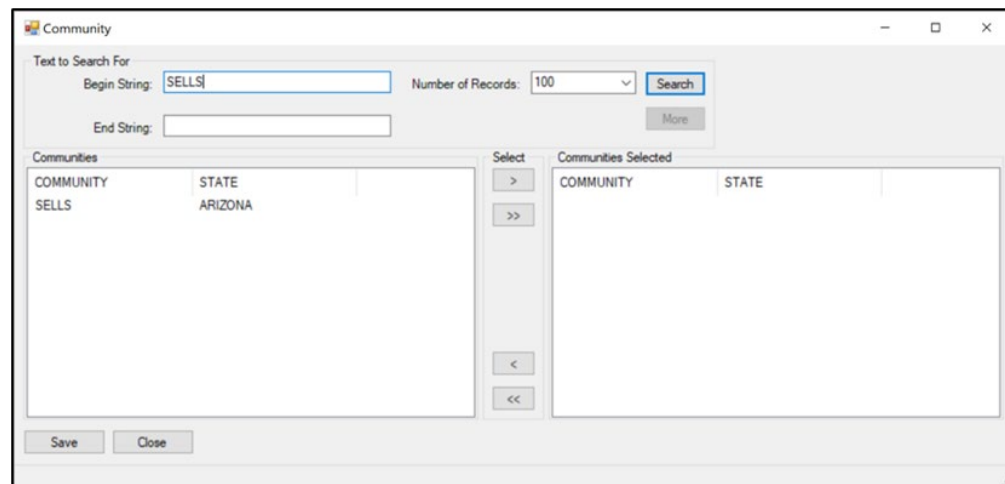 Community
Text to Search For
Begin String: SELLS Number of Records: 100 Search
End String: More
Communities Select Communities Selected
COMMUNITY STATE > COMMUNITY STATE
SELLS ARIZONA
>>
<
<<
Save Close